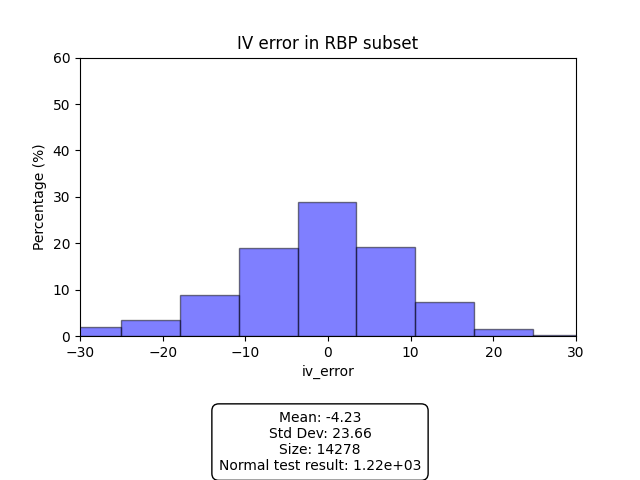 IV error in RBP subset
60
50
40
30
20
10
0
Percentage (%)
−30
−20
−10
0
10
20
30
iv_error
Mean: -4.23
Std Dev: 23.66
Size: 14278
Normal test result: 1.22e+03